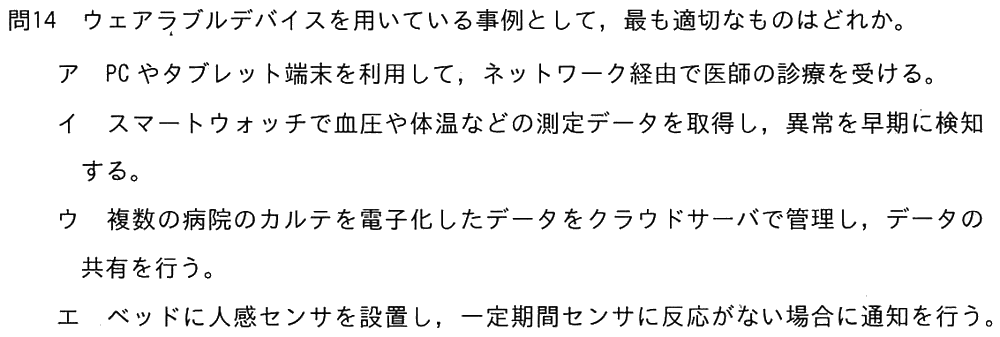 問14 ウェアラブルデバイスを用いている事例として，最も適切なものはどれか。
ア PCやタブレット端末を利用して，ネットワーク経由で医師の診療を受ける。
イ スマートウォッチで血圧や体温などの測定データを取得し，異常を早期に検知
する。
ウ 複数の病院のカルテを電子化したデータをクラウドサーバで管理し，データの
共有を行う。
エ ベッドに人感センサを設置し，一定期間センサに反応がない場合に通知を行う。